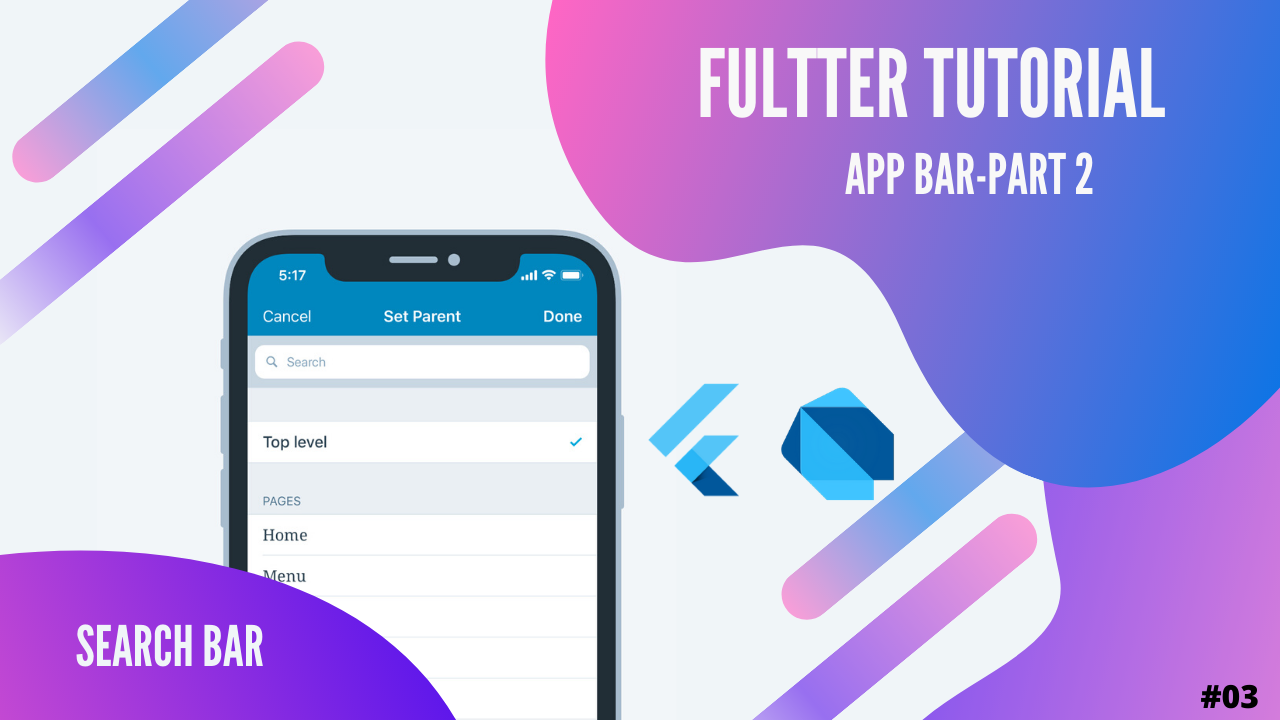 FULTTER TUTORIAL
APP BAR-PART 2
5:17
Cancel Set Parent Done
Search
Top level
PAGES
Home
Menu
SEARCH BAR
#03